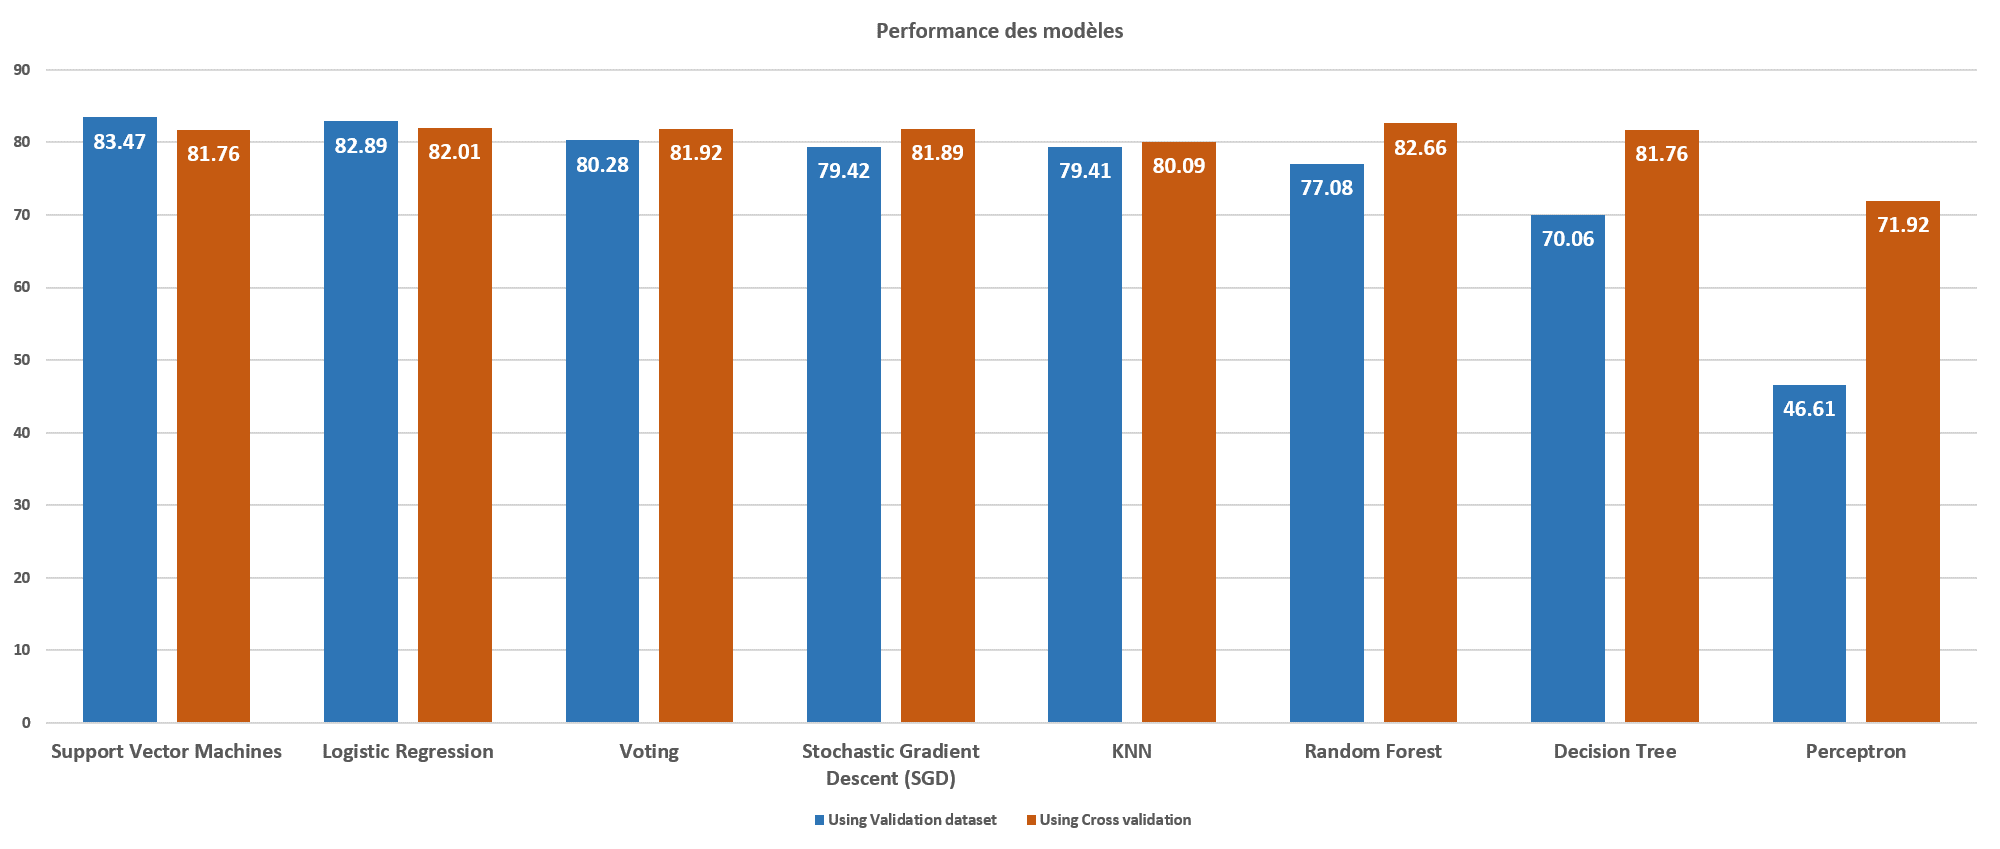 Performance des modèles
90
80
70
60
50
40
30
20
10
0
83.47
81.76
82.89
82.01
80.28
81.92
79.42
81.89
79.41
80.09
77.08
82.66
70.06
81.76
46.61
71.92
Support Vector Machines
Logistic Regression
Voting
Stochastic Gradient
Descent (SGD)
KNN
Random Forest
Decision Tree
Perceptron
Using Validation dataset
Using Cross validation